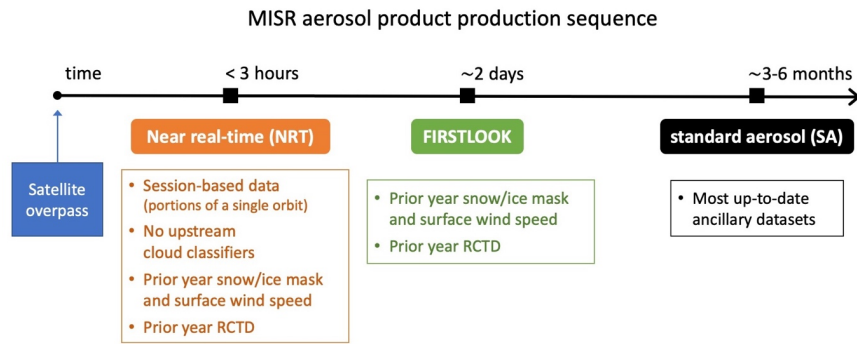 MISR aerosol product production sequence
time
< 3 hours
~2 days
~3-6 months
Satellite
overpass
Near real-time (NRT)
• Session-based data
(portions of a single orbit)
• No upstream
cloud classifiers
• Prior year snow/ice mask
and surface wind speed
• Prior year RCTD
FIRSTLOOK
• Prior year snow/ice mask
and surface wind speed
• Prior year RCTD
standard aerosol (SA)
• Most up-to-date
ancillary datasets